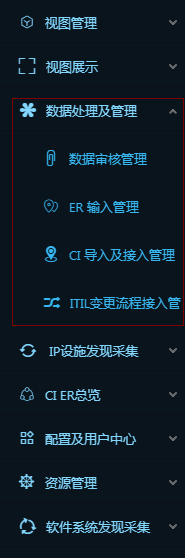 视图管理
视图展示
数据处理及管理
数据审核管理
ER 输入管理
CI 导入及接入管理
ITIL变更流程接入管
IP设施发现采集
CI ER总览
配置及用户中心
资源管理
软件系统发现采集